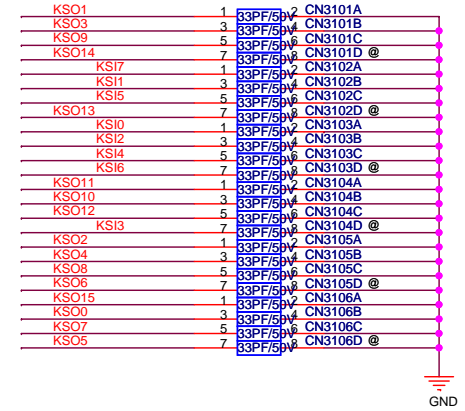 KSO1 1 33PF/50V 2 CN3101A
KSO3 3 33PF/50V 4 CN3101B
KSO9 5 33PF/50V 6 CN3101C
KSO14 7 33PF/50V 8 CN3101D @
KSI7 1 33PF/50V 2 CN3102A
KSI1 3 33PF/50V 4 CN3102B
KSI5 5 33PF/50V 6 CN3102C
KSO13 7 33PF/50V 8 CN3102D @
KSI0 1 33PF/50V 2 CN3103A
KSI2 3 33PF/50V 4 CN3103B
KSI4 5 33PF/50V 6 CN3103C
KSI6 7 33PF/50V 8 CN3103D @
KSO11 1 33PF/50V 2 CN3104A
KSO10 3 33PF/50V 4 CN3104B
KSO12 5 33PF/50V 6 CN3104C
KSI3 7 33PF/50V 8 CN3104D @
KSO2 1 33PF/50V 2 CN3105A
KSO4 3 33PF/50V 4 CN3105B
KSO8 5 33PF/50V 6 CN3105C
KSO6 7 33PF/50V 8 CN3105D @
KSO15 1 33PF/50V 2 CN3106A
KSO0 3 33PF/50V 4 CN3106B
KSO7 5 33PF/50V 6 CN3106C
KSO5 7 33PF/50V 8 CN3106D @
GND